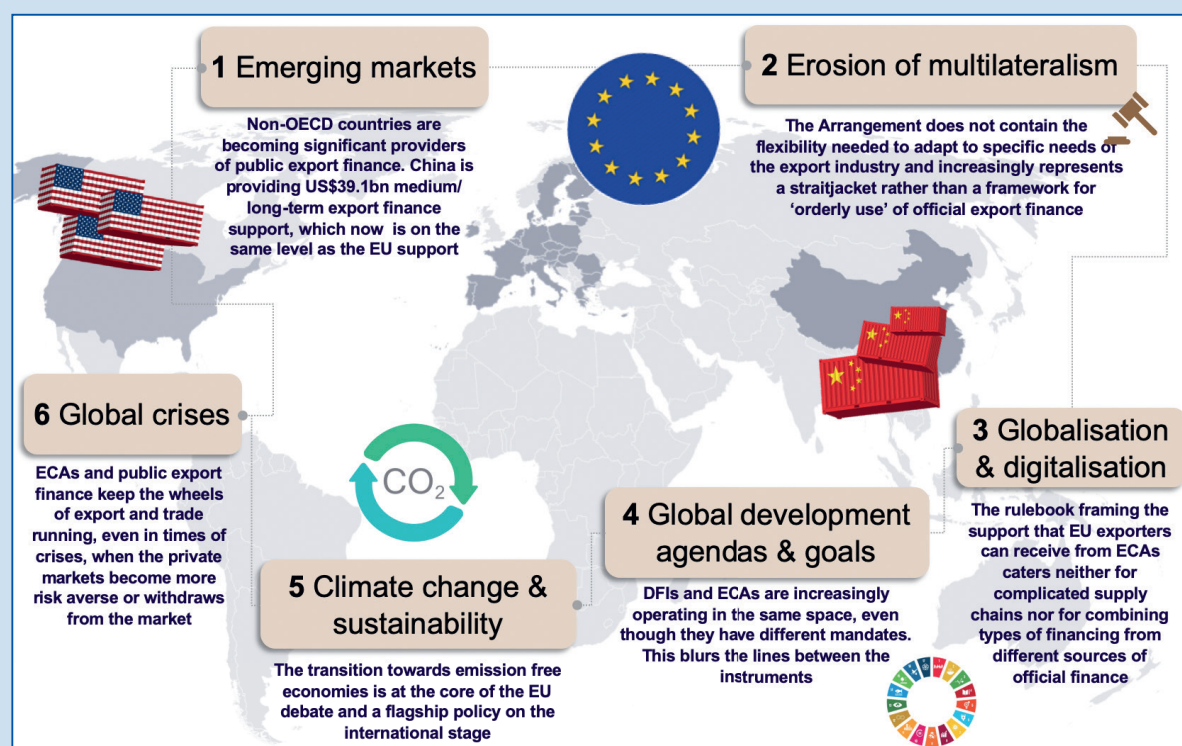 1 Emerging markets
Non-OECD countries are
becoming significant providers
of public export finance. China is
providing US$39.1bn medium/
long-term export finance
support, which now is on the
same level as the EU support
2 Erosion of multilateralism
The Arrangement does not contain the
flexibility needed to adapt to specific needs of
the export industry and increasingly represents
a straitjacket rather than a framework for
‘orderly use’ of official export finance
3 Globalisation
& digitalisation
The rulebook framing the
support that EU exporters
can receive from ECAs
caters neither for
complicated supply
chains nor for combining
types of financing from
different sources of
official finance
4 Global development
agendas & goals
DFIs and ECAs are increasingly
operating in the same space, even
though they have different mandates.
This blurs the lines between the
instruments
5 Climate change &
sustainability
The transition towards emission free
economies is at the core of the EU
debate and a flagship policy on the
international stage
6 Global crises
ECAs and public export
finance keep the wheels
of export and trade
running, even in times of
crises, when the private
markets become more
risk averse or withdraws
from the market
CO₂